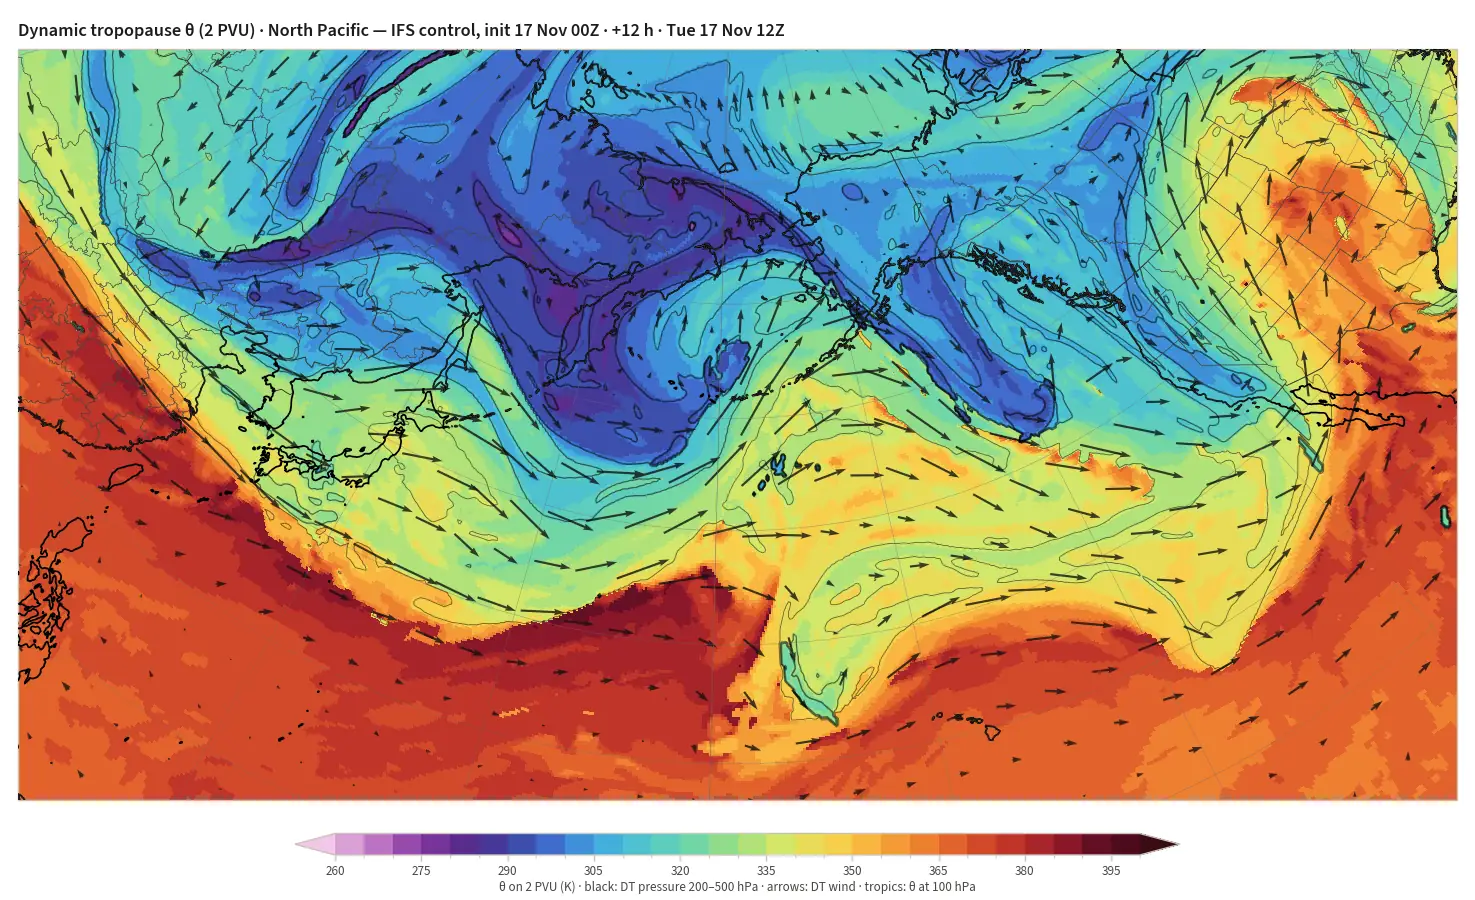 Dynamic tropopause θ (2 PVU) · North Pacific — IFS control, init 17 Nov 00Z · +12 h · Tue 17 Nov 12Z
260 275 290 305 320 335 350 365 380 395
θ on 2 PVU (K) · black: DT pressure 200–500 hPa · arrows: DT wind · tropics: θ at 100 hPa